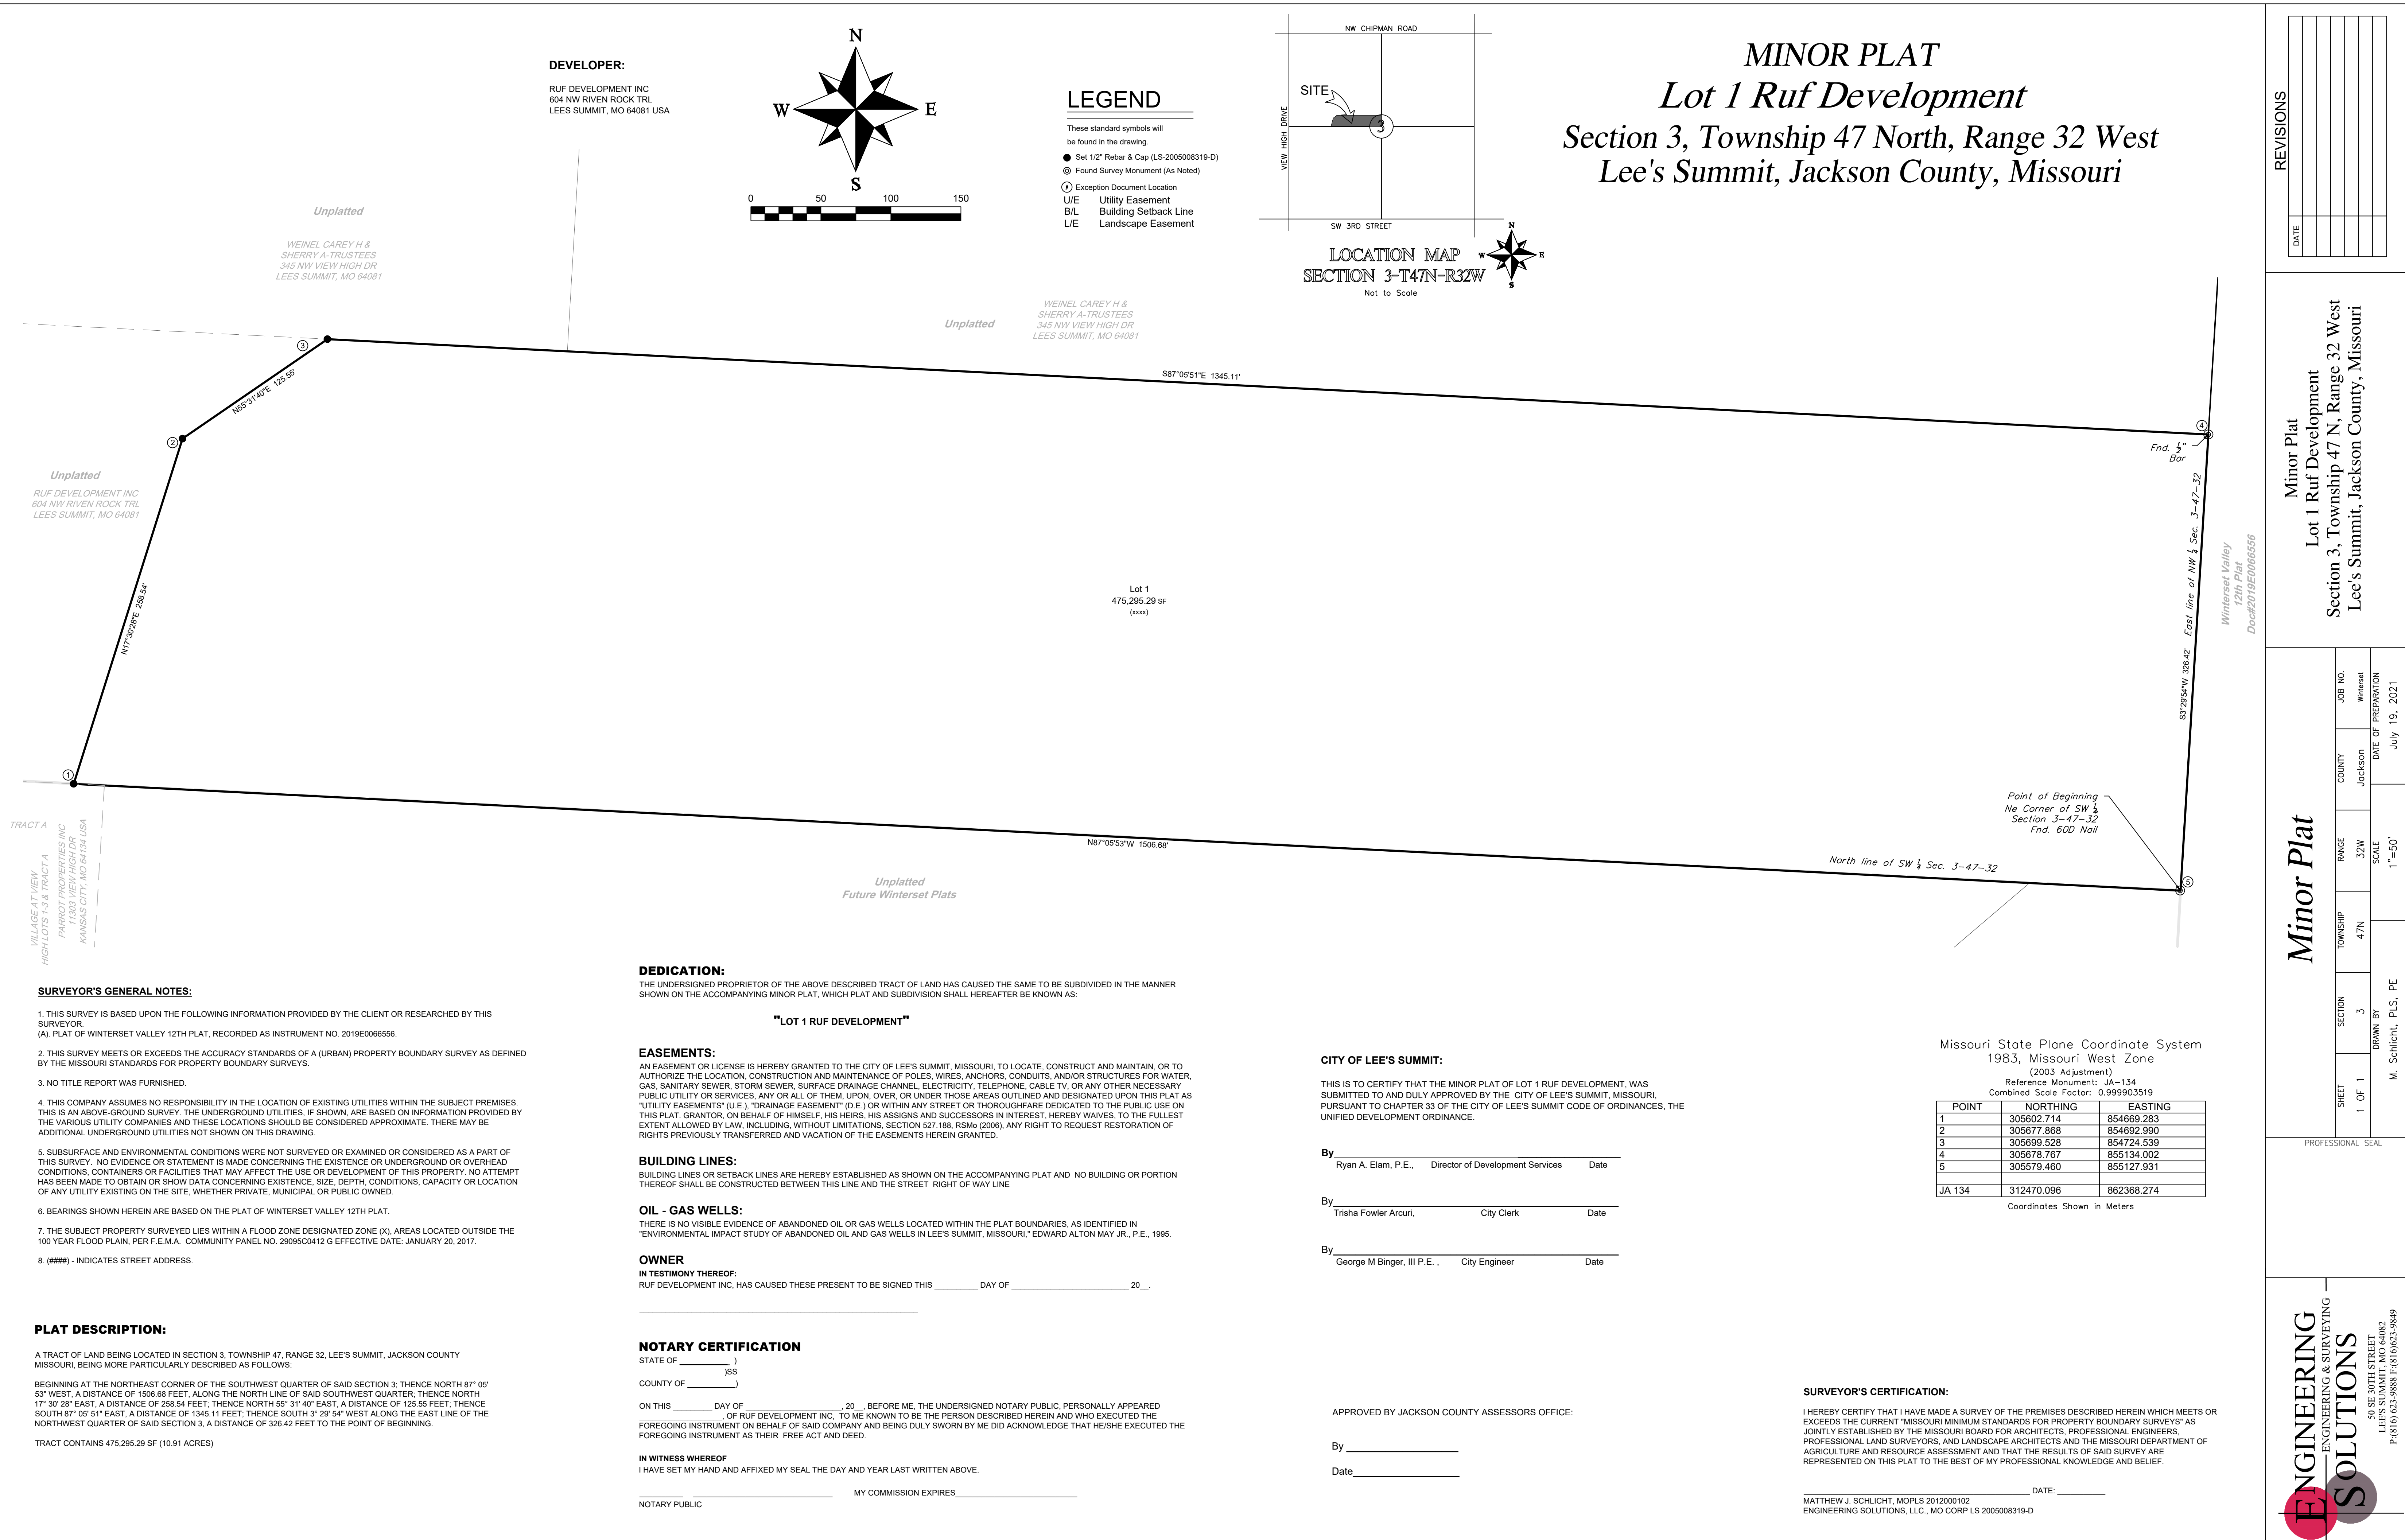 DEVELOPER:
RUF DEVELOPMENT INC
604 NW RIVEN ROCK TRL
LEES SUMMIT, MO 64081 USA
N
W
E
S
0 50 100 150
LEGEND
These standard symbols will
be found in the drawing.
Set 1/2" Rebar & Cap (LS-2005008319-D)
Found Survey Monument (As Noted)
Exception Document Location
U/E Utility Easement
B/L Building Setback Line
L/E Landscape Easement
NW CHIPMAN ROAD
VIEW HIGH DRIVE
SITE
3
SW 3RD STREET
LOCATION MAP
SECTION 3-T47N-R32W
Not to Scale
N
W
E
S
MINOR PLAT
Lot 1 Ruf Development
Section 3, Township 47 North, Range 32 West
Lee's Summit, Jackson County, Missouri
Unplatted
WEINEL CAREY H &
SHERRY A-TRUSTEES
345 NW VIEW HIGH DR
LEES SUMMIT, MO 64081
Unplatted
WEINEL CAREY H &
SHERRY A-TRUSTEES
345 NW VIEW HIGH DR
LEES SUMMIT, MO 64081
3
N55°31'40"E 125.55'
S87°05'51"E 1345.11'
4
Fnd. 1/2"
Bar
2
Unplatted
RUF DEVELOPMENT INC
604 NW RIVEN ROCK TRL
LEES SUMMIT, MO 64081
N17°30'28"E 258.54'
Lot 1
475,295.29 SF
(xxxx)
S3°29'54"W 326.42' East line of NW 1/4 Sec. 3-47-32
Winterset Valley
12th Plat
Doc#2019E0066556
1
TRACT A
VILLAGE AT VIEW
HIGH LOTS 1-3 & TRACT A
PARROT PROPERTIES INC
11303 VIEW HIGH DR
KANSAS CITY, MO 64134 USA
N87°05'53"W 1506.68'
Unplatted
Future Winterset Plats
Point of Beginning
Ne Corner of SW 1/4
Section 3-47-32
Fnd. 60D Nail
North line of SW 1/4 Sec. 3-47-32
5
SURVEYOR'S GENERAL NOTES:
1. THIS SURVEY IS BASED UPON THE FOLLOWING INFORMATION PROVIDED BY THE CLIENT OR RESEARCHED BY THIS
SURVEYOR.
(A). PLAT OF WINTERSET VALLEY 12TH PLAT, RECORDED AS INSTRUMENT NO. 2019E0066556.
2. THIS SURVEY MEETS OR EXCEEDS THE ACCURACY STANDARDS OF A (URBAN) PROPERTY BOUNDARY SURVEY AS DEFINED
BY THE MISSOURI STANDARDS FOR PROPERTY BOUNDARY SURVEYS.
3. NO TITLE REPORT WAS FURNISHED.
4. THIS COMPANY ASSUMES NO RESPONSIBILITY IN THE LOCATION OF EXISTING UTILITIES WITHIN THE SUBJECT PREMISES.
THIS IS AN ABOVE-GROUND SURVEY. THE UNDERGROUND UTILITIES, IF SHOWN, ARE BASED ON INFORMATION PROVIDED BY
THE VARIOUS UTILITY COMPANIES AND THESE LOCATIONS SHOULD BE CONSIDERED APPROXIMATE. THERE MAY BE
ADDITIONAL UNDERGROUND UTILITIES NOT SHOWN ON THIS DRAWING.
5. SUBSURFACE AND ENVIRONMENTAL CONDITIONS WERE NOT SURVEYED OR EXAMINED OR CONSIDERED AS A PART OF
THIS SURVEY. NO EVIDENCE OR STATEMENT IS MADE CONCERNING THE EXISTENCE OR UNDERGROUND OR OVERHEAD
CONDITIONS, CONTAINERS OR FACILITIES THAT MAY AFFECT THE USE OR DEVELOPMENT OF THIS PROPERTY. NO ATTEMPT
HAS BEEN MADE TO OBTAIN OR SHOW DATA CONCERNING EXISTENCE, SIZE, DEPTH, CONDITIONS, CAPACITY OR LOCATION
OF ANY UTILITY EXISTING ON THE SITE, WHETHER PRIVATE, MUNICIPAL OR PUBLIC OWNED.
6. BEARINGS SHOWN HEREIN ARE BASED ON THE PLAT OF WINTERSET VALLEY 12TH PLAT.
7. THE SUBJECT PROPERTY SURVEYED LIES WITHIN A FLOOD ZONE DESIGNATED ZONE (X), AREAS LOCATED OUTSIDE THE
100 YEAR FLOOD PLAIN, PER F.E.M.A. COMMUNITY PANEL NO. 29095C0412 G EFFECTIVE DATE: JANUARY 20, 2017.
8. (####) - INDICATES STREET ADDRESS.
PLAT DESCRIPTION:
A TRACT OF LAND BEING LOCATED IN SECTION 3, TOWNSHIP 47, RANGE 32, LEE'S SUMMIT, JACKSON COUNTY
MISSOURI, BEING MORE PARTICULARLY DESCRIBED AS FOLLOWS:
BEGINNING AT THE NORTHEAST CORNER OF THE SOUTHWEST QUARTER OF SAID SECTION 3; THENCE NORTH 87° 05'
53" WEST, A DISTANCE OF 1506.68 FEET, ALONG THE NORTH LINE OF SAID SOUTHWEST QUARTER; THENCE NORTH
17° 30' 28" EAST, A DISTANCE OF 258.54 FEET; THENCE NORTH 55° 31' 40" EAST, A DISTANCE OF 125.55 FEET; THENCE
SOUTH 87° 05' 51" EAST, A DISTANCE OF 1345.11 FEET; THENCE SOUTH 3° 29' 54" WEST ALONG THE EAST LINE OF THE
NORTHWEST QUARTER OF SAID SECTION 3, A DISTANCE OF 326.42 FEET TO THE POINT OF BEGINNING.
TRACT CONTAINS 475,295.29 SF (10.91 ACRES)
DEDICATION:
THE UNDERSIGNED PROPRIETOR OF THE ABOVE DESCRIBED TRACT OF LAND HAS CAUSED THE SAME TO BE SUBDIVIDED IN THE MANNER
SHOWN ON THE ACCOMPANYING MINOR PLAT, WHICH PLAT AND SUBDIVISION SHALL HEREAFTER BE KNOWN AS:
"LOT 1 RUF DEVELOPMENT"
EASEMENTS:
AN EASEMENT OR LICENSE IS HEREBY GRANTED TO THE CITY OF LEE'S SUMMIT, MISSOURI, TO LOCATE, CONSTRUCT AND MAINTAIN, OR TO
AUTHORIZE THE LOCATION, CONSTRUCTION AND MAINTENANCE OF POLES, WIRES, ANCHORS, CONDUITS, AND/OR STRUCTURES FOR WATER,
GAS, SANITARY SEWER, STORM SEWER, SURFACE DRAINAGE CHANNEL, ELECTRICITY, TELEPHONE, CABLE TV, OR ANY OTHER NECESSARY
PUBLIC UTILITY OR SERVICES, ANY OR ALL OF THEM, UPON, OVER, OR UNDER THOSE AREAS OUTLINED AND DESIGNATED UPON THIS PLAT AS
"UTILITY EASEMENTS" (U.E.), "DRAINAGE EASEMENT" (D.E.) OR WITHIN ANY STREET OR THOROUGHFARE DEDICATED TO THE PUBLIC USE ON
THIS PLAT. GRANTOR, ON BEHALF OF HIMSELF, HIS HEIRS, HIS ASSIGNS AND SUCCESSORS IN INTEREST, HEREBY WAIVES, TO THE FULLEST
EXTENT ALLOWED BY LAW, INCLUDING, WITHOUT LIMITATIONS, SECTION 527.188, RSMo (2006), ANY RIGHT TO REQUEST RESTORATION OF
RIGHTS PREVIOUSLY TRANSFERRED AND VACATION OF THE EASEMENTS HEREIN GRANTED.
BUILDING LINES:
BUILDING LINES OR SETBACK LINES ARE HEREBY ESTABLISHED AS SHOWN ON THE ACCOMPANYING PLAT AND NO BUILDING OR PORTION
THEREOF SHALL BE CONSTRUCTED BETWEEN THIS LINE AND THE STREET RIGHT OF WAY LINE
OIL - GAS WELLS:
THERE IS NO VISIBLE EVIDENCE OF ABANDONED OIL OR GAS WELLS LOCATED WITHIN THE PLAT BOUNDARIES, AS IDENTIFIED IN
"ENVIRONMENTAL IMPACT STUDY OF ABANDONED OIL AND GAS WELLS IN LEE'S SUMMIT, MISSOURI," EDWARD ALTON MAY JR., P.E., 1995.
OWNER
IN TESTIMONY THEREOF:
RUF DEVELOPMENT INC, HAS CAUSED THESE PRESENT TO BE SIGNED THIS __________ DAY OF ___________________________ 20__.
NOTARY CERTIFICATION
STATE OF ___________ )
)SS
COUNTY OF ___________)
ON THIS _________ DAY OF ______________________, 20__, BEFORE ME, THE UNDERSIGNED NOTARY PUBLIC, PERSONALLY APPEARED
___________________, OF RUF DEVELOPMENT INC, TO ME KNOWN TO BE THE PERSON DESCRIBED HEREIN AND WHO EXECUTED THE
FOREGOING INSTRUMENT ON BEHALF OF SAID COMPANY AND BEING DULY SWORN BY ME DID ACKNOWLEDGE THAT HE/SHE EXECUTED THE
FOREGOING INSTRUMENT AS THEIR FREE ACT AND DEED.
IN WITNESS WHEREOF
I HAVE SET MY HAND AND AFFIXED MY SEAL THE DAY AND YEAR LAST WRITTEN ABOVE.
MY COMMISSION EXPIRES____________________________
NOTARY PUBLIC
CITY OF LEE'S SUMMIT:
THIS IS TO CERTIFY THAT THE MINOR PLAT OF LOT 1 RUF DEVELOPMENT, WAS
SUBMITTED TO AND DULY APPROVED BY THE CITY OF LEE'S SUMMIT, MISSOURI,
PURSUANT TO CHAPTER 33 OF THE CITY OF LEE'S SUMMIT CODE OF ORDINANCES, THE
UNIFIED DEVELOPMENT ORDINANCE.
By
Ryan A. Elam, P.E., Director of Development Services Date
By
Trisha Fowler Arcuri, City Clerk Date
By
George M Binger, III P.E. , City Engineer Date
APPROVED BY JACKSON COUNTY ASSESSORS OFFICE:
By
Date
Missouri State Plane Coordinate System
1983, Missouri West Zone
(2003 Adjustment)
Reference Monument: JA-134
Combined Scale Factor: 0.999903519
POINT NORTHING EASTING
1 305602.714 854669.283
2 305677.868 854692.990
3 305699.528 854724.539
4 305678.767 855134.002
5 305579.460 855127.931
JA 134 312470.096 862368.274
Coordinates Shown in Meters
SURVEYOR'S CERTIFICATION:
I HEREBY CERTIFY THAT I HAVE MADE A SURVEY OF THE PREMISES DESCRIBED HEREIN WHICH MEETS OR
EXCEEDS THE CURRENT "MISSOURI MINIMUM STANDARDS FOR PROPERTY BOUNDARY SURVEYS" AS
JOINTLY ESTABLISHED BY THE MISSOURI BOARD FOR ARCHITECTS, PROFESSIONAL ENGINEERS,
PROFESSIONAL LAND SURVEYORS, AND LANDSCAPE ARCHITECTS AND THE MISSOURI DEPARTMENT OF
AGRICULTURE AND RESOURCE ASSESSMENT AND THAT THE RESULTS OF SAID SURVEY ARE
REPRESENTED ON THIS PLAT TO THE BEST OF MY PROFESSIONAL KNOWLEDGE AND BELIEF.
DATE: ___________
MATTHEW J. SCHLICHT, MOPLS 2012000102
ENGINEERING SOLUTIONS, LLC., MO CORP LS 2005008319-D
REVISIONS
DATE
Minor Plat
Lot 1 Ruf Development
Section 3, Township 47 N, Range 32 West
Lee's Summit, Jackson County, Missouri
Minor Plat
SHEET SECTION TOWNSHIP RANGE COUNTY JOB NO.
1 OF 1 3 47N 32W Jackson Winterset
DRAWN BY SCALE DATE OF PREPARATION
M. Schlicht, PLS, PE 1"=50' July 19, 2021
PROFESSIONAL SEAL
ENGINEERING
ENGINEERING & SURVEYING
SOLUTIONS
50 SE 30TH STREET
LEE'S SUMMIT, MO 64082
P:(816) 623-9888 F:(816)623-9849